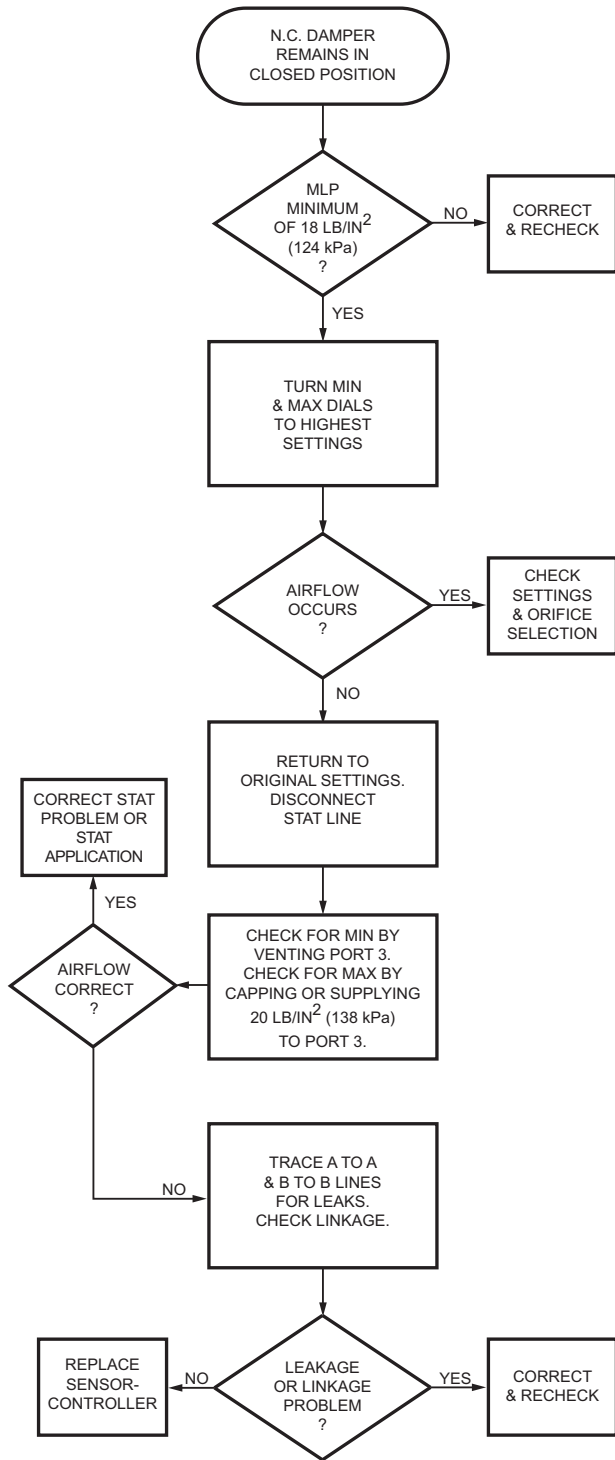 N.C. DAMPER
REMAINS IN
CLOSED POSITION
MLP
MINIMUM
OF 18 LB/IN²
(124 kPa)
?
NO
CORRECT
& RECHECK
YES
TURN MIN
& MAX DIALS
TO HIGHEST
SETTINGS
AIRFLOW
OCCURS
?
YES
CHECK
SETTINGS
& ORIFICE
SELECTION
NO
RETURN TO
ORIGINAL SETTINGS.
DISCONNECT
STAT LINE
CHECK FOR MIN BY
VENTING PORT 3.
CHECK FOR MAX BY
CAPPING OR SUPPLYING
20 LB/IN² (138 kPa)
TO PORT 3.
AIRFLOW
CORRECT
?
YES
CORRECT STAT
PROBLEM OR
STAT
APPLICATION
NO
TRACE A TO A
& B TO B LINES
FOR LEAKS.
CHECK LINKAGE.
LEAKAGE
OR LINKAGE
PROBLEM
?
NO
REPLACE
SENSOR-
CONTROLLER
YES
CORRECT
& RECHECK